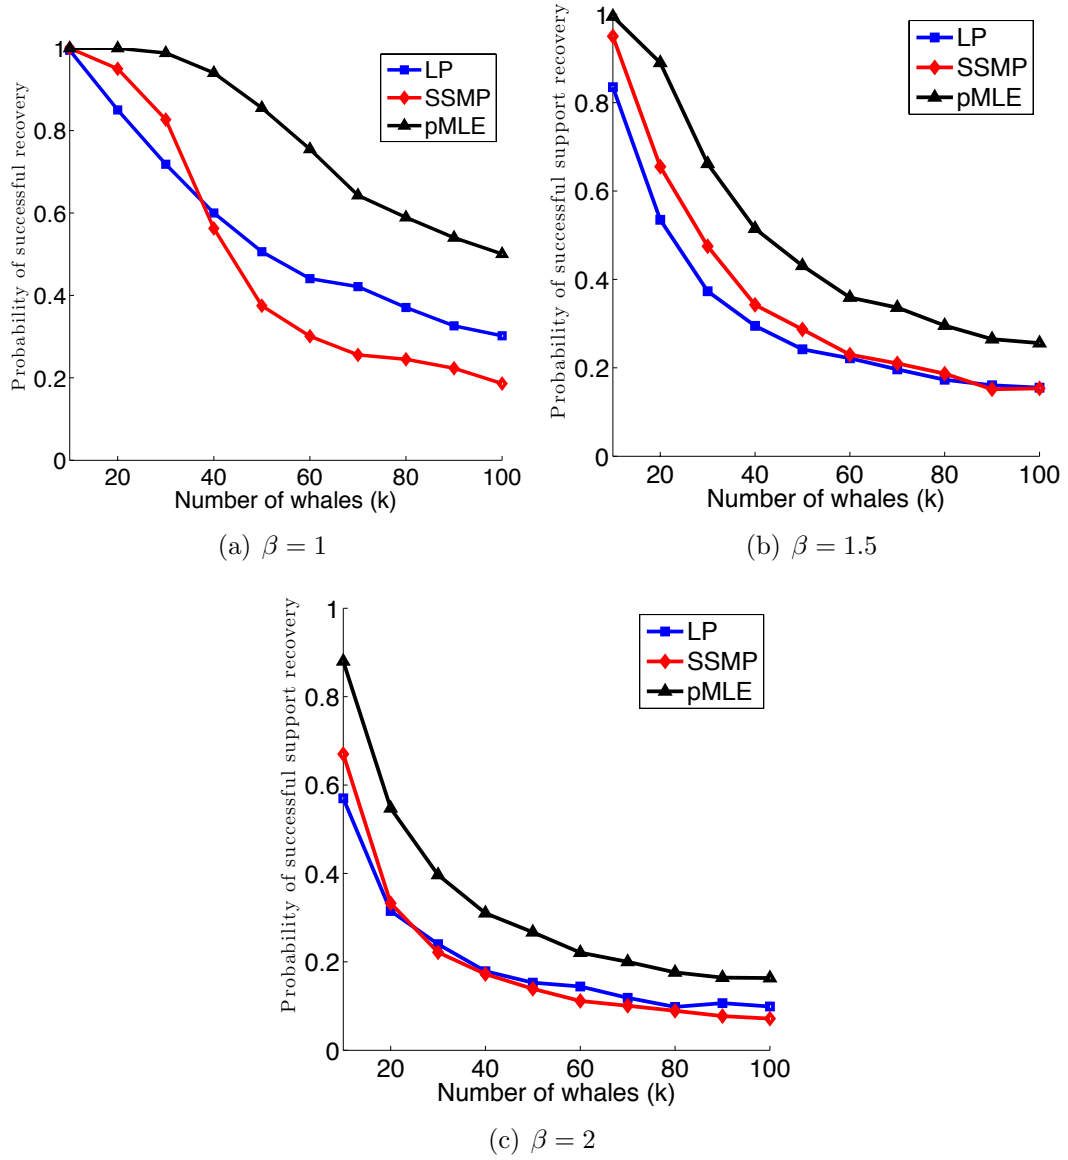 Probability of successful recovery
1
0.8
0.6
0.4
0.2
0
20 40 60 80 100
Number of whales (k)
LP
SSMP
pMLE
(a) β = 1
Probability of successful support recovery
1
0.8
0.6
0.4
0.2
0
20 40 60 80 100
Number of whales (k)
LP
SSMP
pMLE
(b) β = 1.5
Probability of successful support recovery
1
0.8
0.6
0.4
0.2
0
20 40 60 80 100
Number of whales (k)
LP
SSMP
pMLE
(c) β = 2